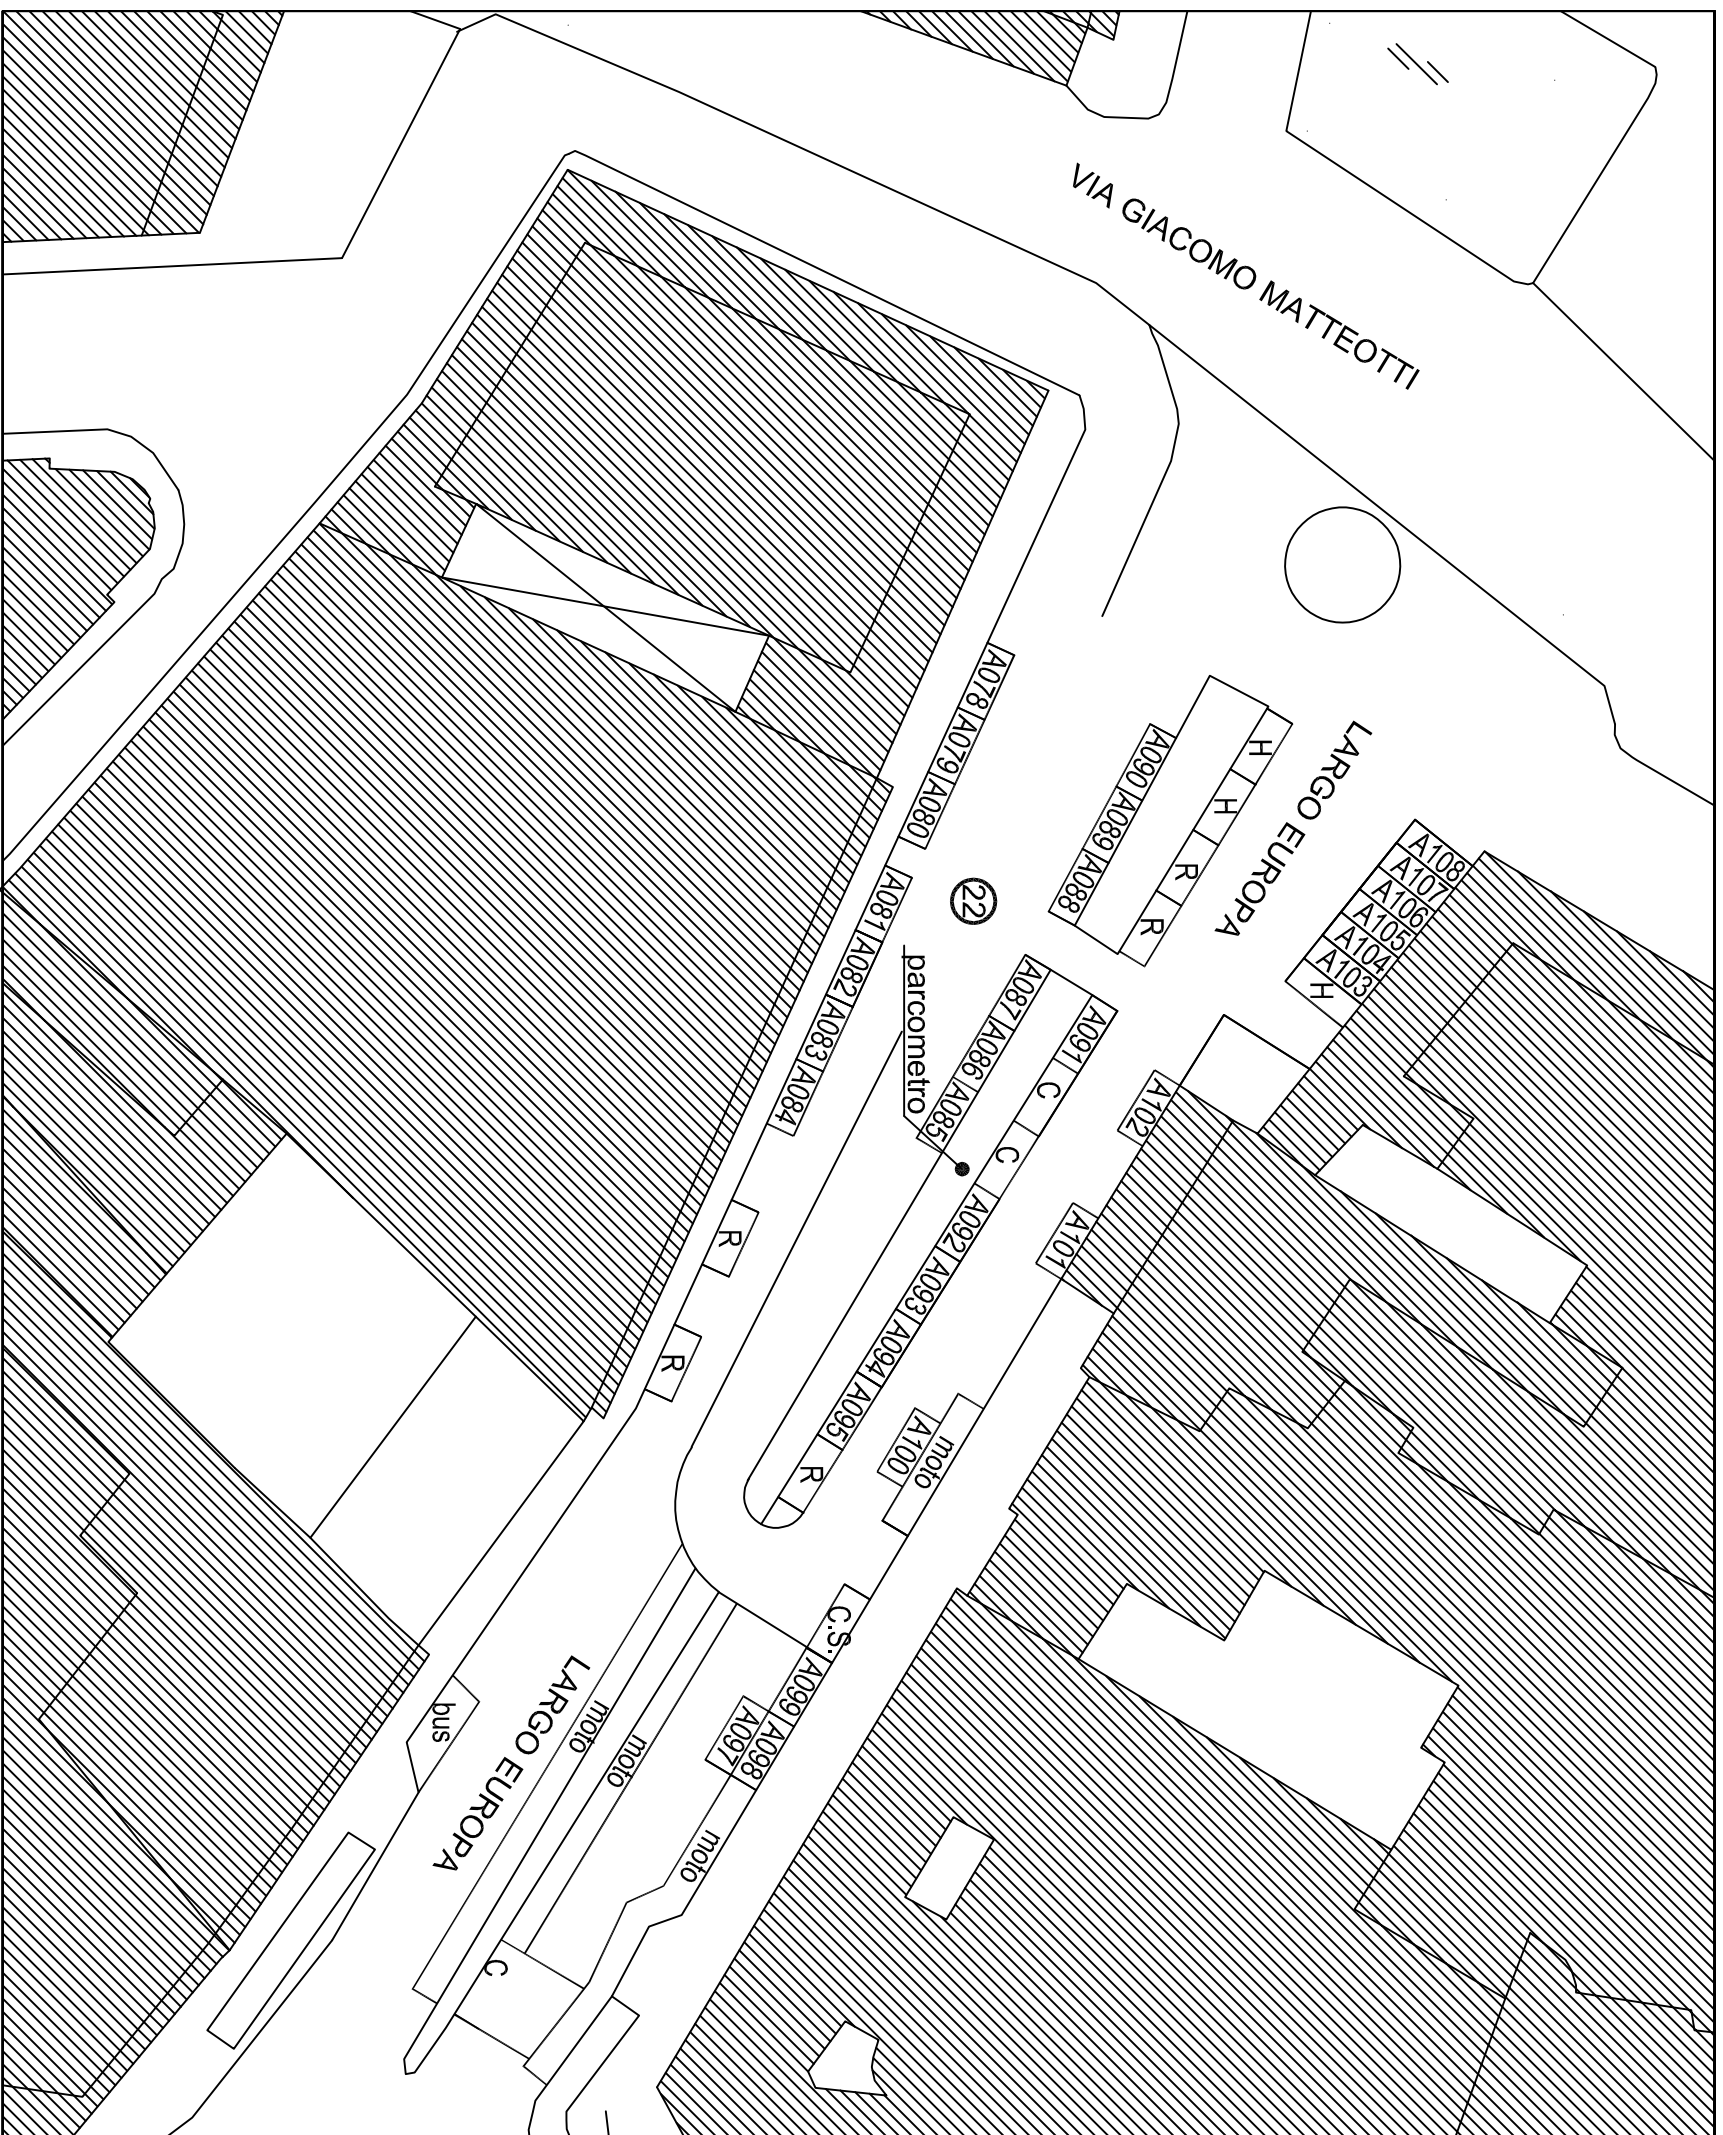 VIA GIACOMO MATTEOTTI
LARGO EUROPA
A078 A079 A080
A081 A082 A083 A084
22
parcometro
A090 A089 A088
H H R R
A108
A107
A106
A105
A104
A103
H
A087 A086 A085
A091 C C A092 A093 A094 A095 R
A102
A101
R
R
moto
A100
C.S. A099 A098
A097
LARGO EUROPA
moto
moto
moto
bus
C